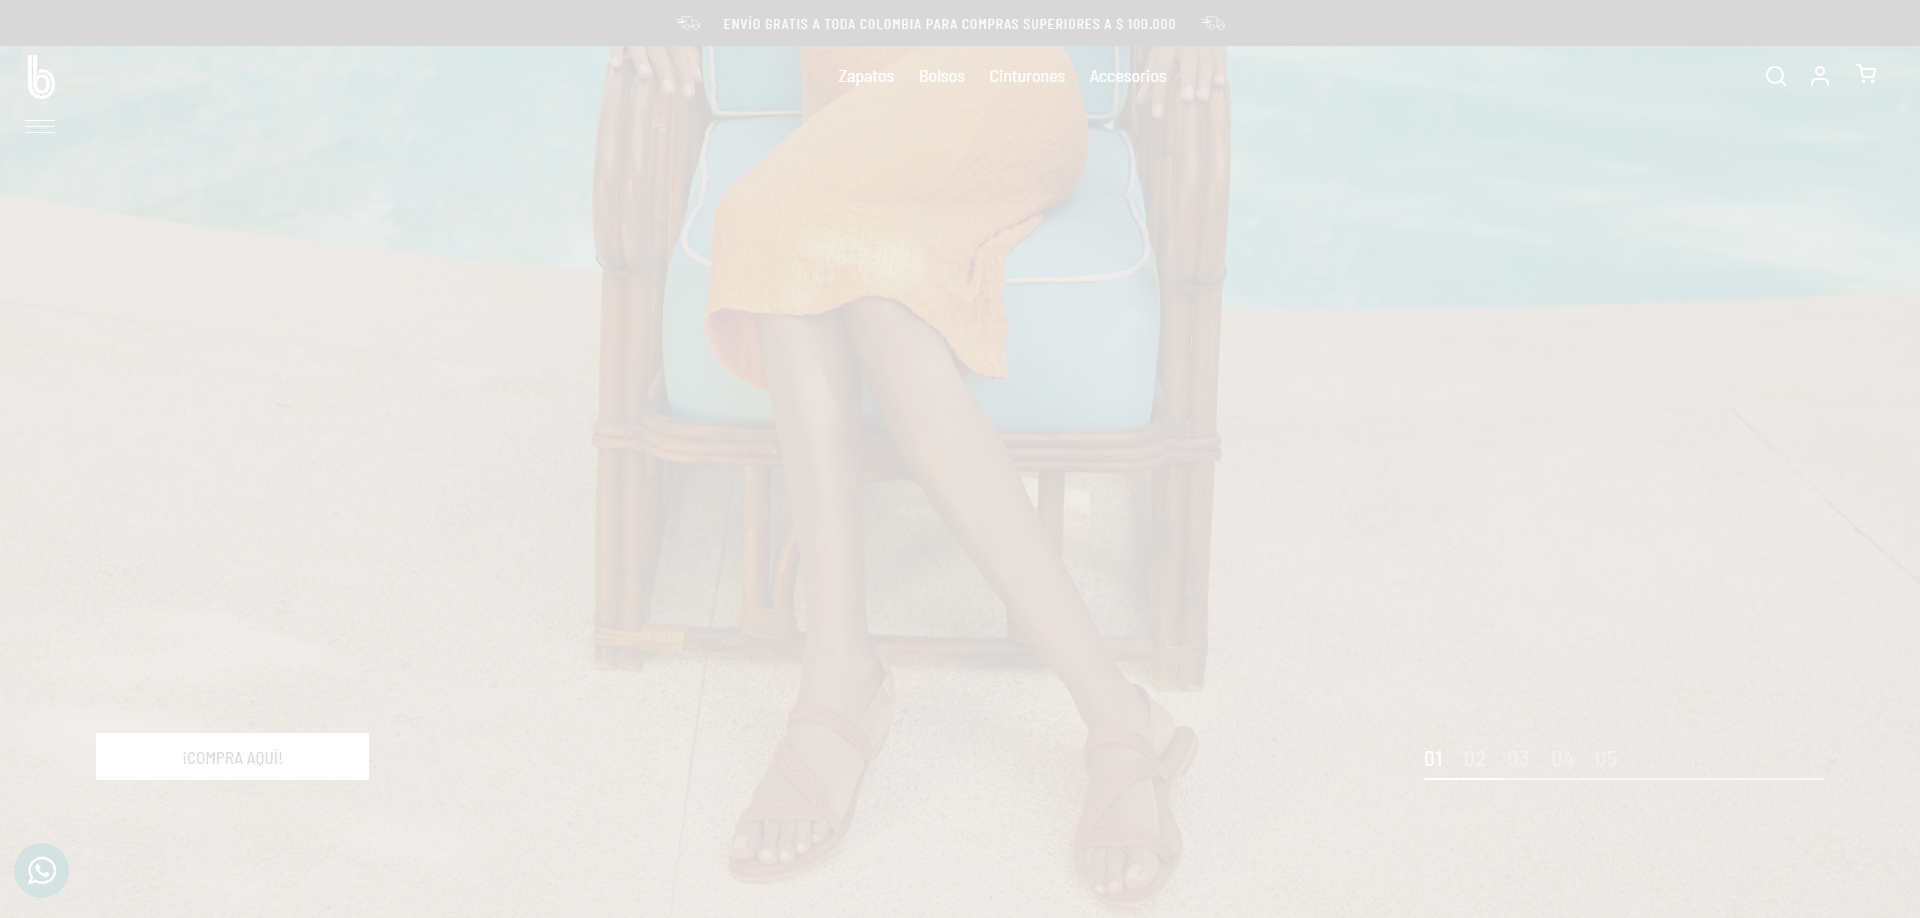 ENVÍO GRATIS A TODA COLOMBIA PARA COMPRAS SUPERIORES A $ 100.000
b
Zapatos Bolsos Cinturones Accesorios
¡COMPRA AQUÍ!
01 02 03 04 05